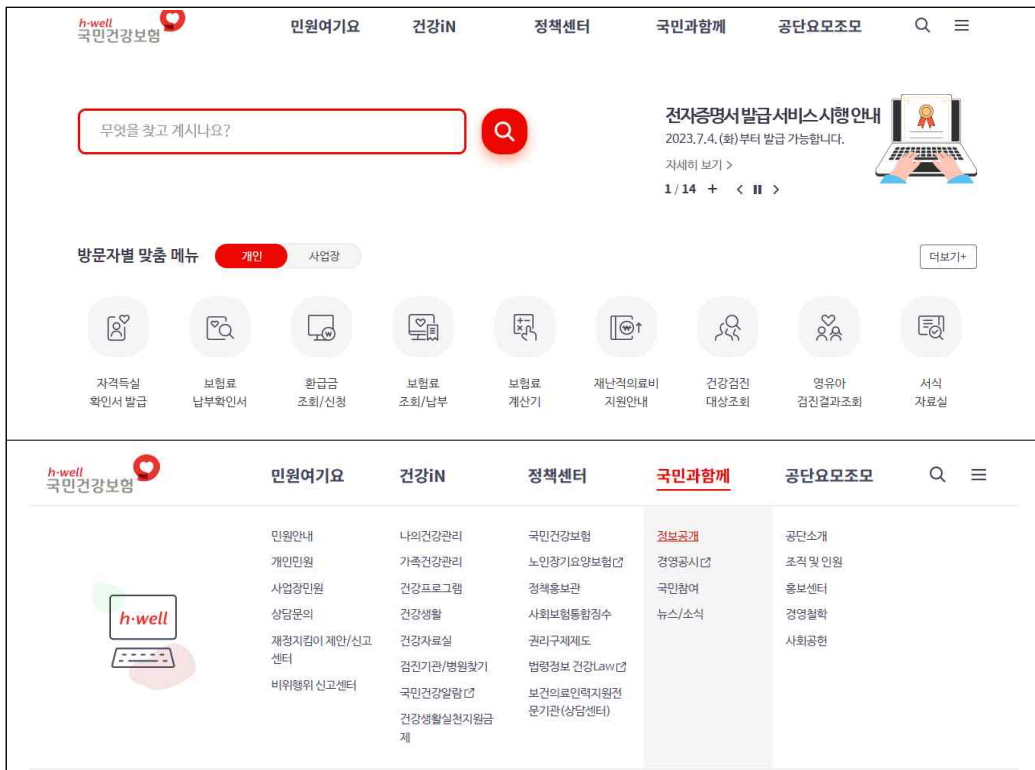 h·well
국민건강보험
민원여기요 건강iN 정책센터 국민과함께 공단요모조모
무엇을 찾고 계시나요?
전자증명서 발급 서비스 시행 안내
2023.7.4.(화)부터 발급 가능합니다.
자세히 보기 >
1 / 14 + < >
방문자별 맞춤 메뉴 개인 사업장 더보기+
자격득실 보험료 환급금 보험료 보험료 재난적의료비 건강검진 영유아 서식
확인서 발급 납부확인서 조회/신청 조회/납부 계산기 지원안내 대상조회 검진결과조회 자료실
h·well
국민건강보험
민원여기요 건강iN 정책센터 국민과함께 공단요모조모
h·well
민원안내
개인민원
사업장민원
상담문의
재정지킴이 제안/신고
센터
비위행위 신고센터
나의건강관리
가족건강관리
건강프로그램
건강생활
건강자료실
검진기관/병원찾기
국민건강알람
건강생활실천지원금
제
국민건강보험
노인장기요양보험
정책홍보관
사회보험통합징수
권리구제제도
법령정보 건강Law
보건의료인력지원전
문기관(상담센터)
정보공개
경영공시
국민참여
뉴스/소식
공단소개
조직 및 인원
홍보센터
경영철학
사회공헌